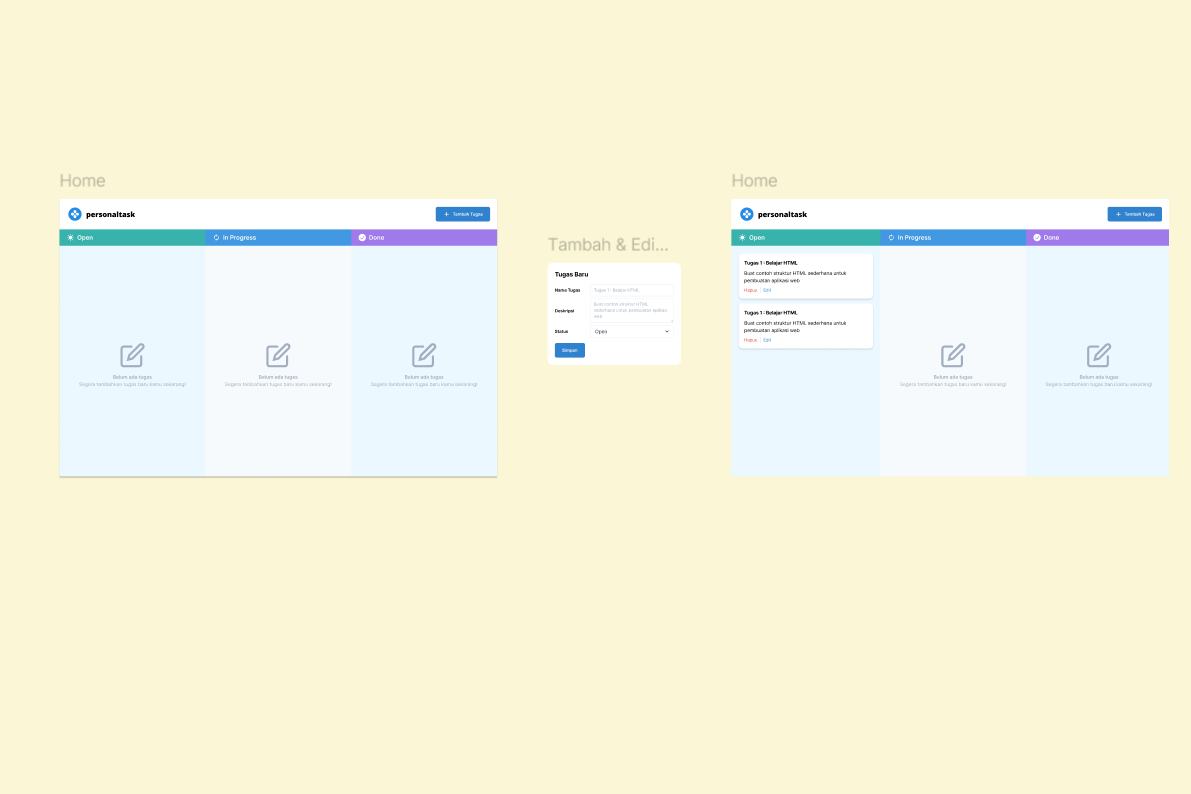 Home
personaltask
Tambah Tugas
Open
In Progress
Done
Belum ada tugas
Segera tambahkan tugas baru kamu sekarang!
Belum ada tugas
Segera tambahkan tugas baru kamu sekarang!
Belum ada tugas
Segera tambahkan tugas baru kamu sekarang!
Tambah & Edi...
Tugas Baru
Nama Tugas
Tugas 1 - Belajar HTML
Deskripsi
Buat contoh struktur HTML
sederhana untuk pembuatan aplikasi
web
Status
Open
Simpan
Home
personaltask
Tambah Tugas
Open
In Progress
Done
Tugas 1 - Belajar HTML
Buat contoh struktur HTML sederhana untuk
pembuatan aplikasi web
Hapus | Edit
Tugas 1 - Belajar HTML
Buat contoh struktur HTML sederhana untuk
pembuatan aplikasi web
Hapus | Edit
Belum ada tugas
Segera tambahkan tugas baru kamu sekarang!
Belum ada tugas
Segera tambahkan tugas baru kamu sekarang!